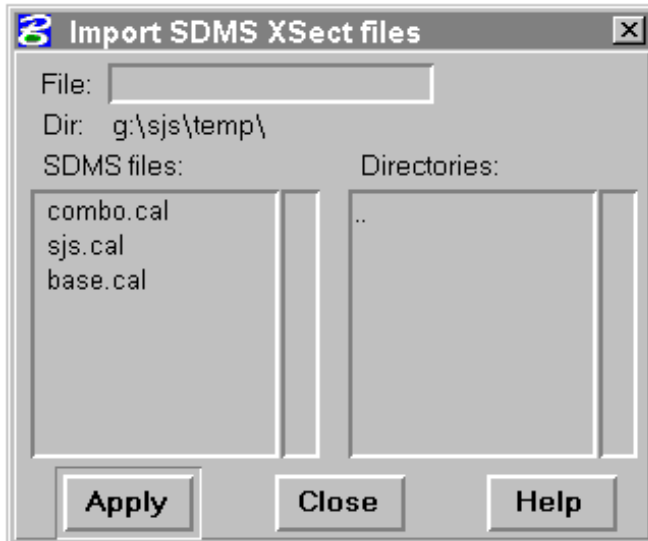 Import SDMS XSect files
File:
Dir: g:\sjs\temp\
SDMS files: Directories:
combo.cal ..
sjs.cal
base.cal
Apply Close Help